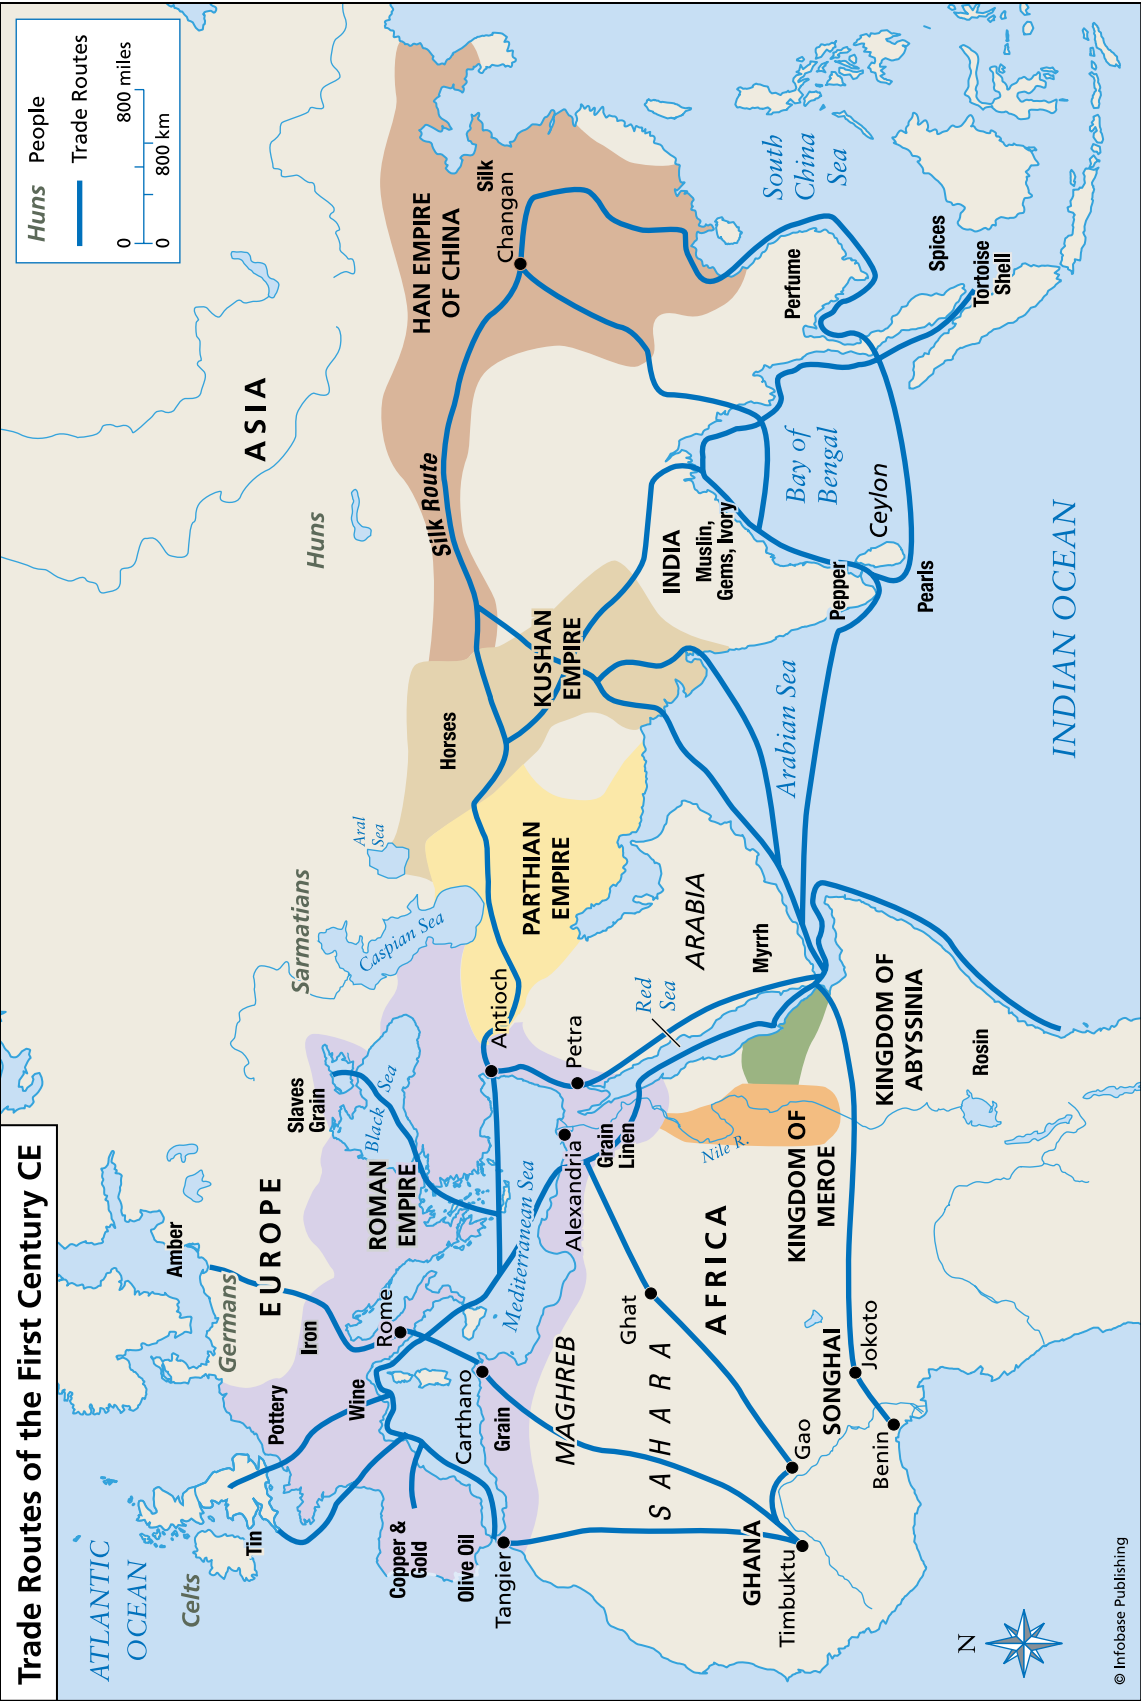 Trade Routes of the First Century CE
Huns People
Trade Routes
0 800 miles
0 800 km
ATLANTIC
OCEAN
Celts
Tin
Amber
Germans
EUROPE
Pottery
Iron
Wine
Slaves
Grain
Sarmatians
Huns
ASIA
Copper &
Gold
Olive Oil
Tangier
Rome
ROMAN
EMPIRE
Black Sea
Caspian Sea
Aral
Sea
Horses
Silk Route
HAN EMPIRE
OF CHINA
Silk
Changan
Carthano
Grain
Mediterranean Sea
Antioch
PARTHIAN
EMPIRE
KUSHAN
EMPIRE
MAGHREB
Alexandria
Grain
Linen
Petra
Red
Sea
ARABIA
Myrrh
INDIA
Muslin,
Gems, Ivory
SAHARA
Ghat
AFRICA
Nile R.
Arabian Sea
Bay of
Bengal
Perfume
South
China
Sea
GHANA
Timbuktu
Gao
SONGHAI
Jokoto
Benin
KINGDOM OF
MEROE
KINGDOM OF
ABYSSINIA
Rosin
Pepper
Ceylon
Pearls
Spices
Tortoise
Shell
INDIAN OCEAN
N
© Infobase Publishing